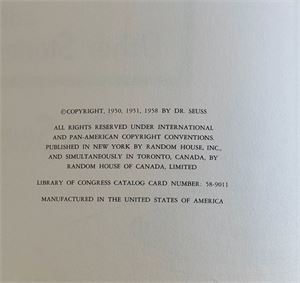 ©COPYRIGHT, 1950, 1951, 1958 BY DR. SEUSS
ALL RIGHTS RESERVED UNDER INTERNATIONAL
AND PAN-AMERICAN COPYRIGHT CONVENTIONS.
PUBLISHED IN NEW YORK BY RANDOM HOUSE, INC.,
AND SIMULTANEOUSLY IN TORONTO, CANADA, BY
RANDOM HOUSE OF CANADA, LIMITED
LIBRARY OF CONGRESS CATALOG CARD NUMBER: 58-9011
MANUFACTURED IN THE UNITED STATES OF AMERICA